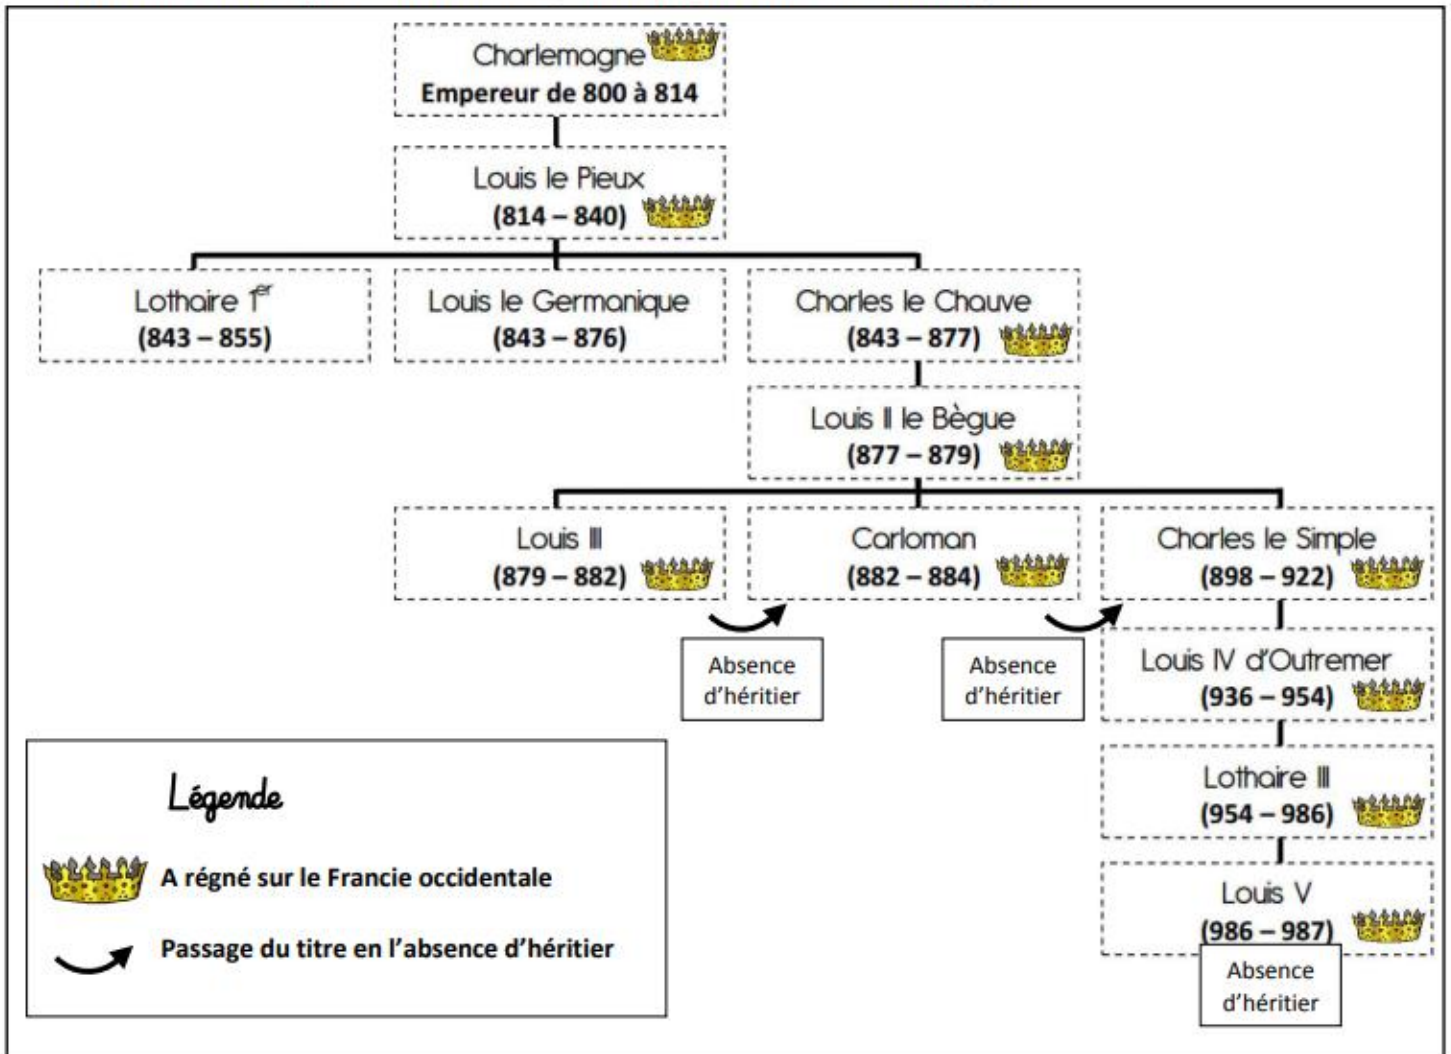 Charlemagne
Empereur de 800 à 814
Louis le Pieux
(814 – 840)
Lothaire 1er
(843 – 855)
Louis le Germanique
(843 – 876)
Charles le Chauve
(843 – 877)
Louis II le Bègue
(877 – 879)
Louis III
(879 – 882)
Carloman
(882 – 884)
Charles le Simple
(898 – 922)
Absence
d'héritier
Absence
d'héritier
Louis IV d'Outremer
(936 – 954)
Lothaire III
(954 – 986)
Louis V
(986 – 987)
Absence
d'héritier
Légende
A régné sur le Francie occidentale
Passage du titre en l'absence d'héritier